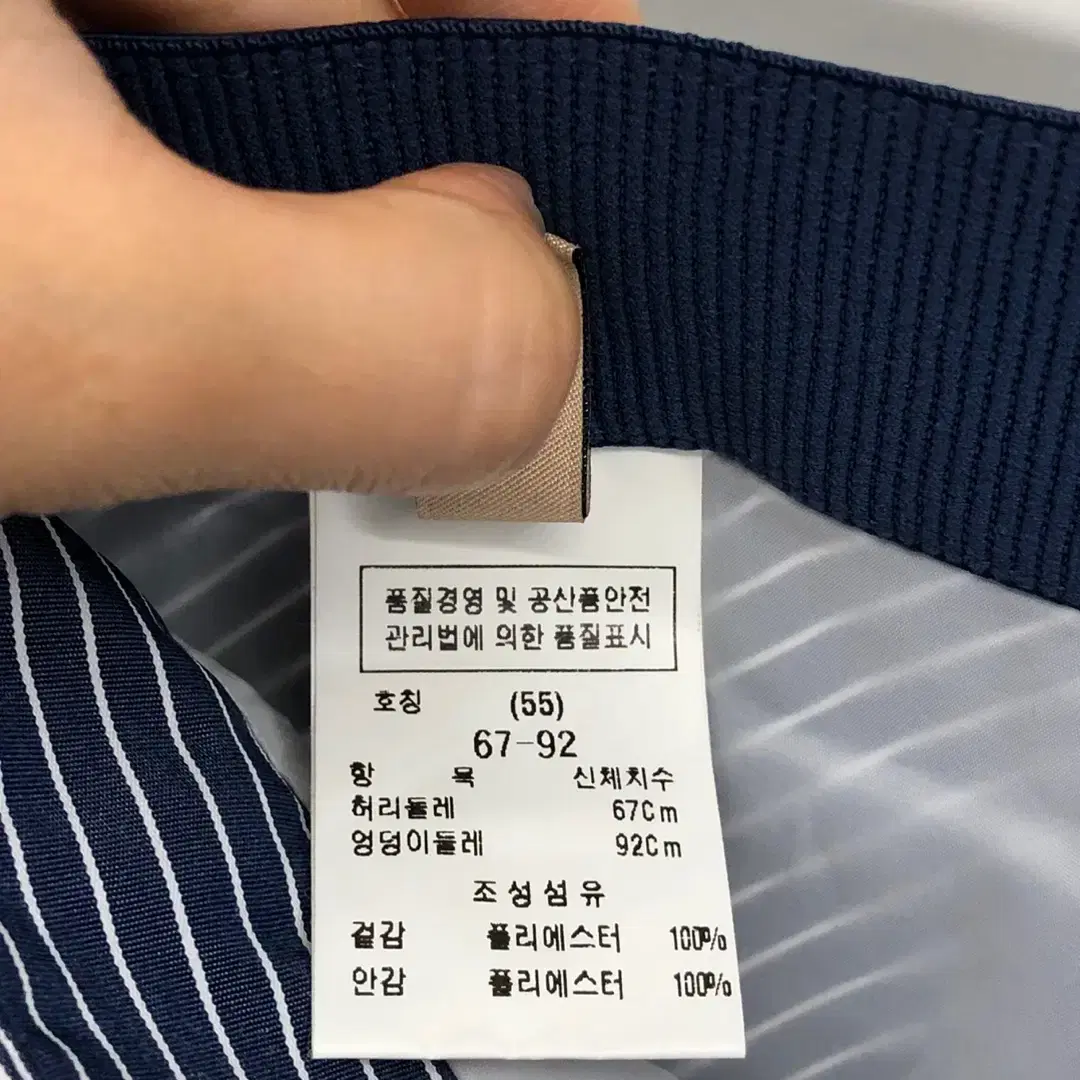 품질경영 및 공산품안전
관리법에 의한 품질표시
호칭 (55)
67-92
항 목 신체치수
허리둘레 67Cm
엉덩이둘레 92Cm
조성섬유
겉감 폴리에스터 100%
안감 폴리에스터 100%